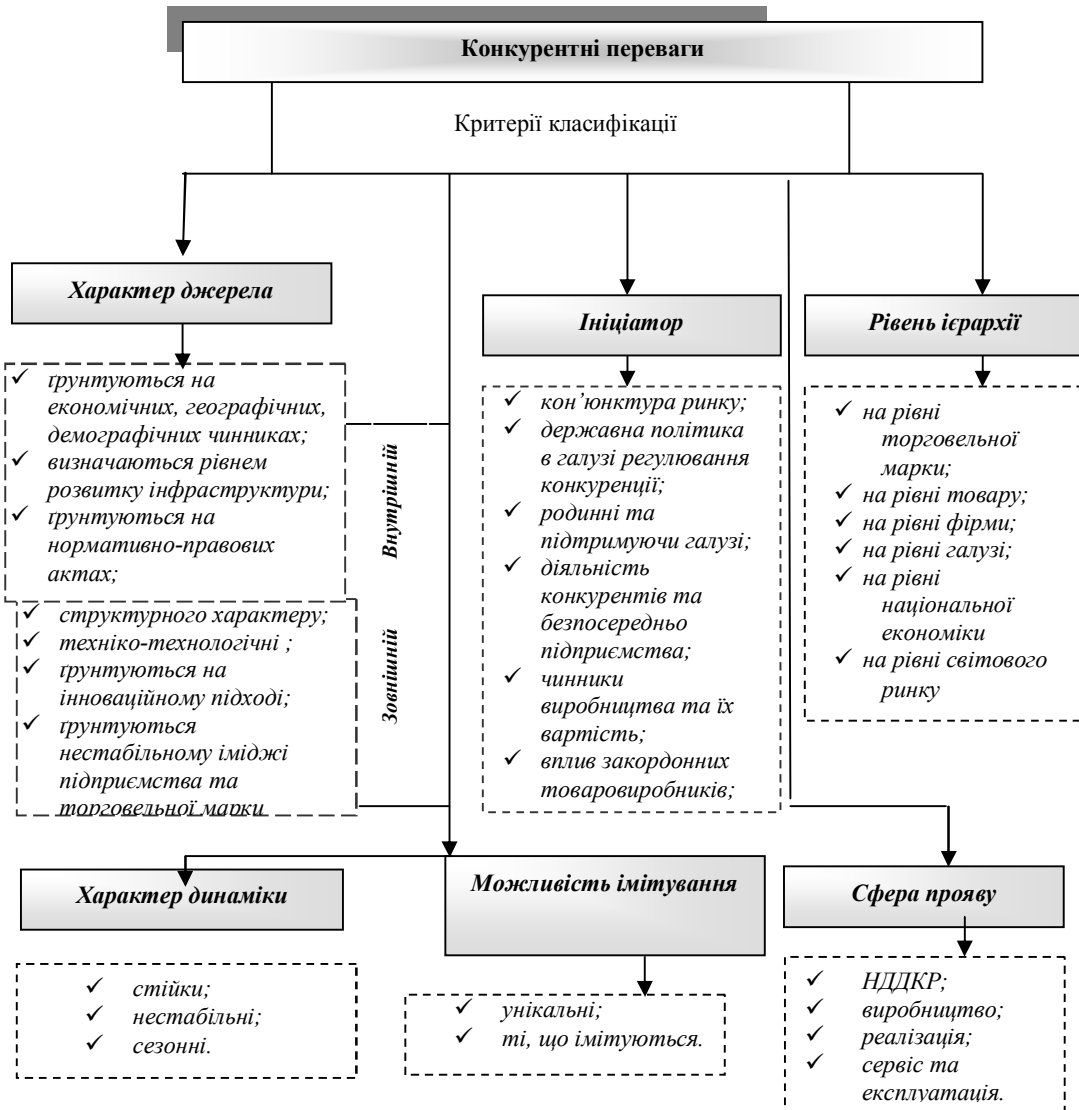 Конкурентні переваги
Критерії класифікації
Характер джерела
ґрунтуються на
економічних, географічних,
демографічних чинниках;
визначаються рівнем
розвитку інфраструктури;
ґрунтуються на
нормативно-правових
актах;
Внутрішній
структурного характеру;
техніко-технологічні ;
ґрунтуються на
інноваційному підході;
ґрунтуються
нестабільному іміджі
підприємства та
торговельної марки
Зовнішній
Ініціатор
кон’юнктура ринку;
державна політика
в галузі регулювання
конкуренції;
родинні та
підтримуючи галузі;
діяльність
конкурентів та
безпосередньо
підприємства;
чинники
виробництва та їх
вартість;
вплив закордонних
товаровиробників;
Рівень ієрархії
на рівні
торговельної
марки;
на рівні товару;
на рівні фірми;
на рівні галузі;
на рівні
національної
економіки
на рівні світового
ринку
Характер динаміки
стійки;
нестабільні;
сезонні.
Можливість імітування
унікальні;
ті, що імітуються.
Сфера прояву
НДДКР;
виробництво;
реалізація;
сервіс та
експлуатація.